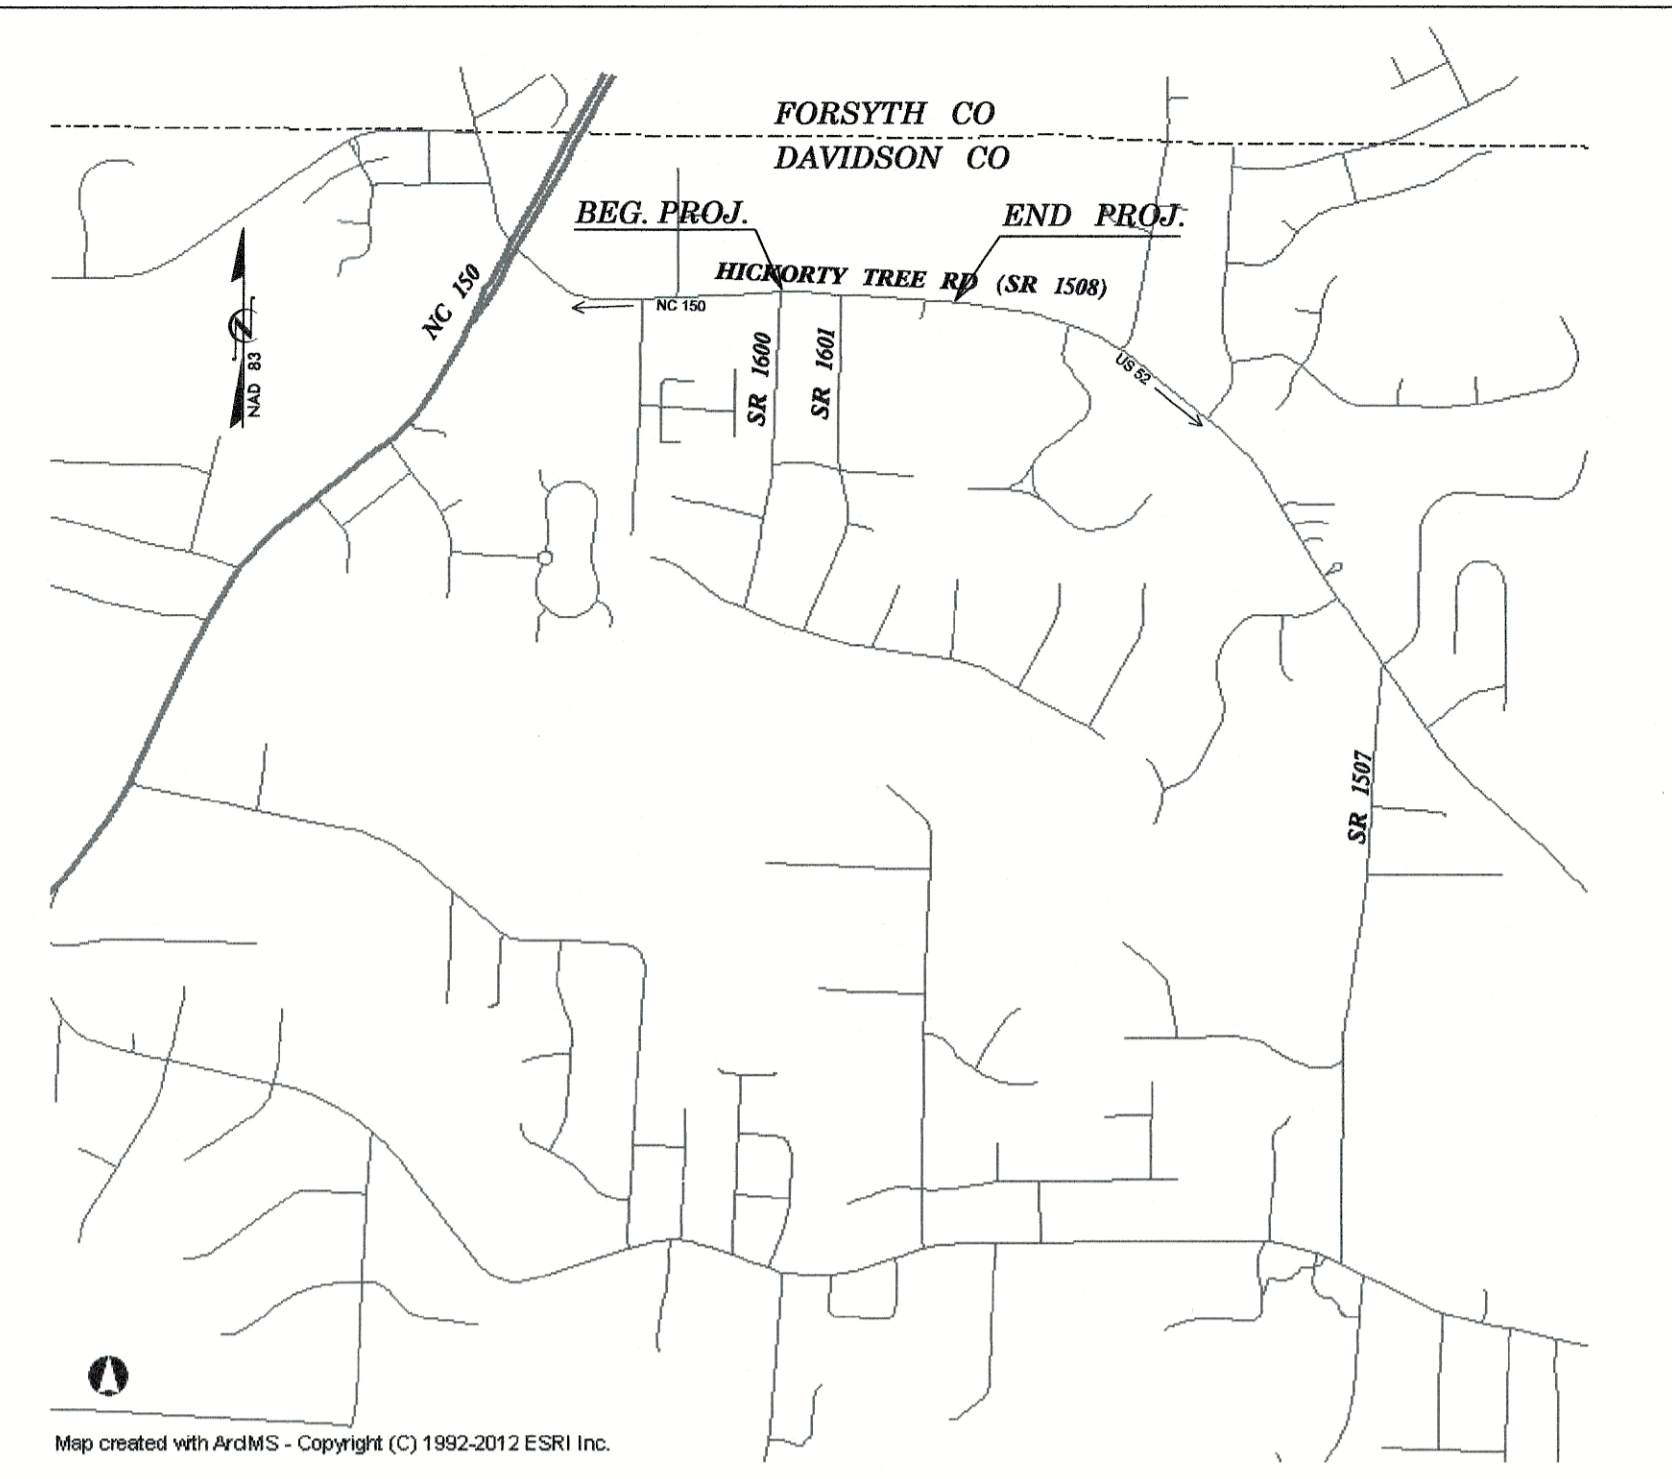 FORSYTH CO
DAVIDSON CO
BEG. PROJ.
END PROJ.
HICKORTY TREE RD (SR 1508)
NC 150
NC 150
NAD 83
SR 1600
SR 1601
US 52
SR 1507
Map created with ArcIMS - Copyright (C) 1992-2012 ESRI Inc.